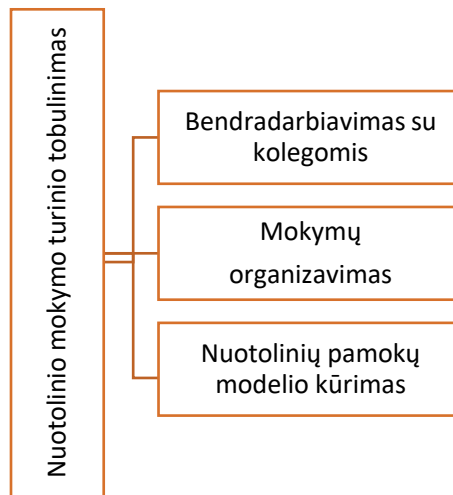 Nuotolinio mokymo turinio tobulinimas
Bendradarbiavimas su
kolegomis
Mokymų
organizavimas
Nuotolinių pamokų
modelio kūrimas